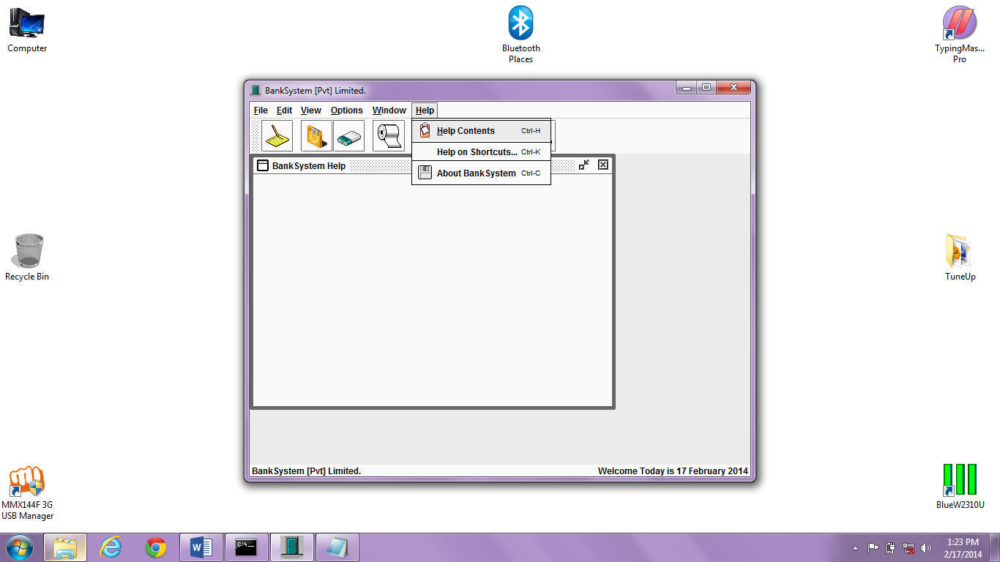 Computer
Bluetooth
Places
TypingMas...
Pro
BankSystem [Pvt] Limited.
File Edit View Options Window Help
Help Contents Ctrl-H
Help on Shortcuts... Ctrl-K
About BankSystem Ctrl-C
BankSystem Help
Recycle Bin
TuneUp
BankSystem [Pvt] Limited. Welcome Today is 17 February 2014
MMX144F 3G
USB Manager
BlueW2310U
C:\
1:23 PM
2/17/2014